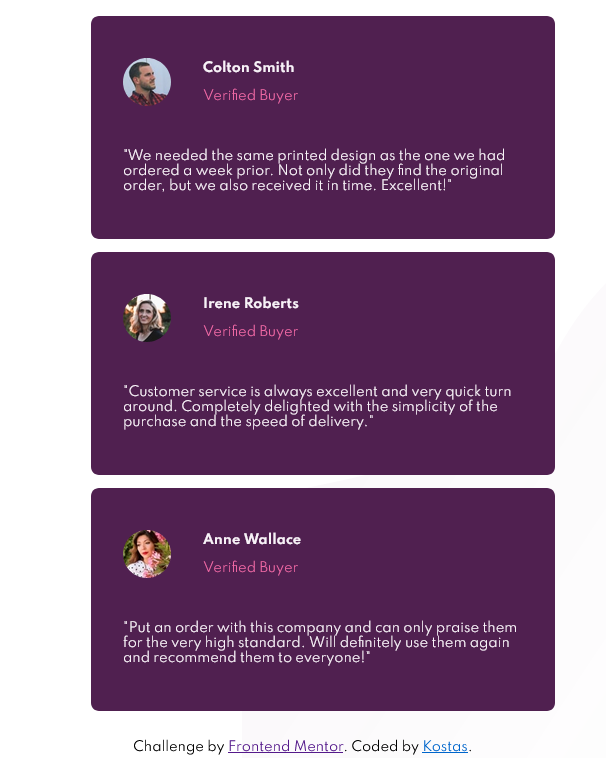 Colton Smith
Verified Buyer
"We needed the same printed design as the one we had
ordered a week prior. Not only did they find the original
order, but we also received it in time. Excellent!"
Irene Roberts
Verified Buyer
"Customer service is always excellent and very quick turn
around. Completely delighted with the simplicity of the
purchase and the speed of delivery."
Anne Wallace
Verified Buyer
"Put an order with this company and can only praise them
for the very high standard. Will definitely use them again
and recommend them to everyone!"
Challenge by Frontend Mentor. Coded by Kostas.